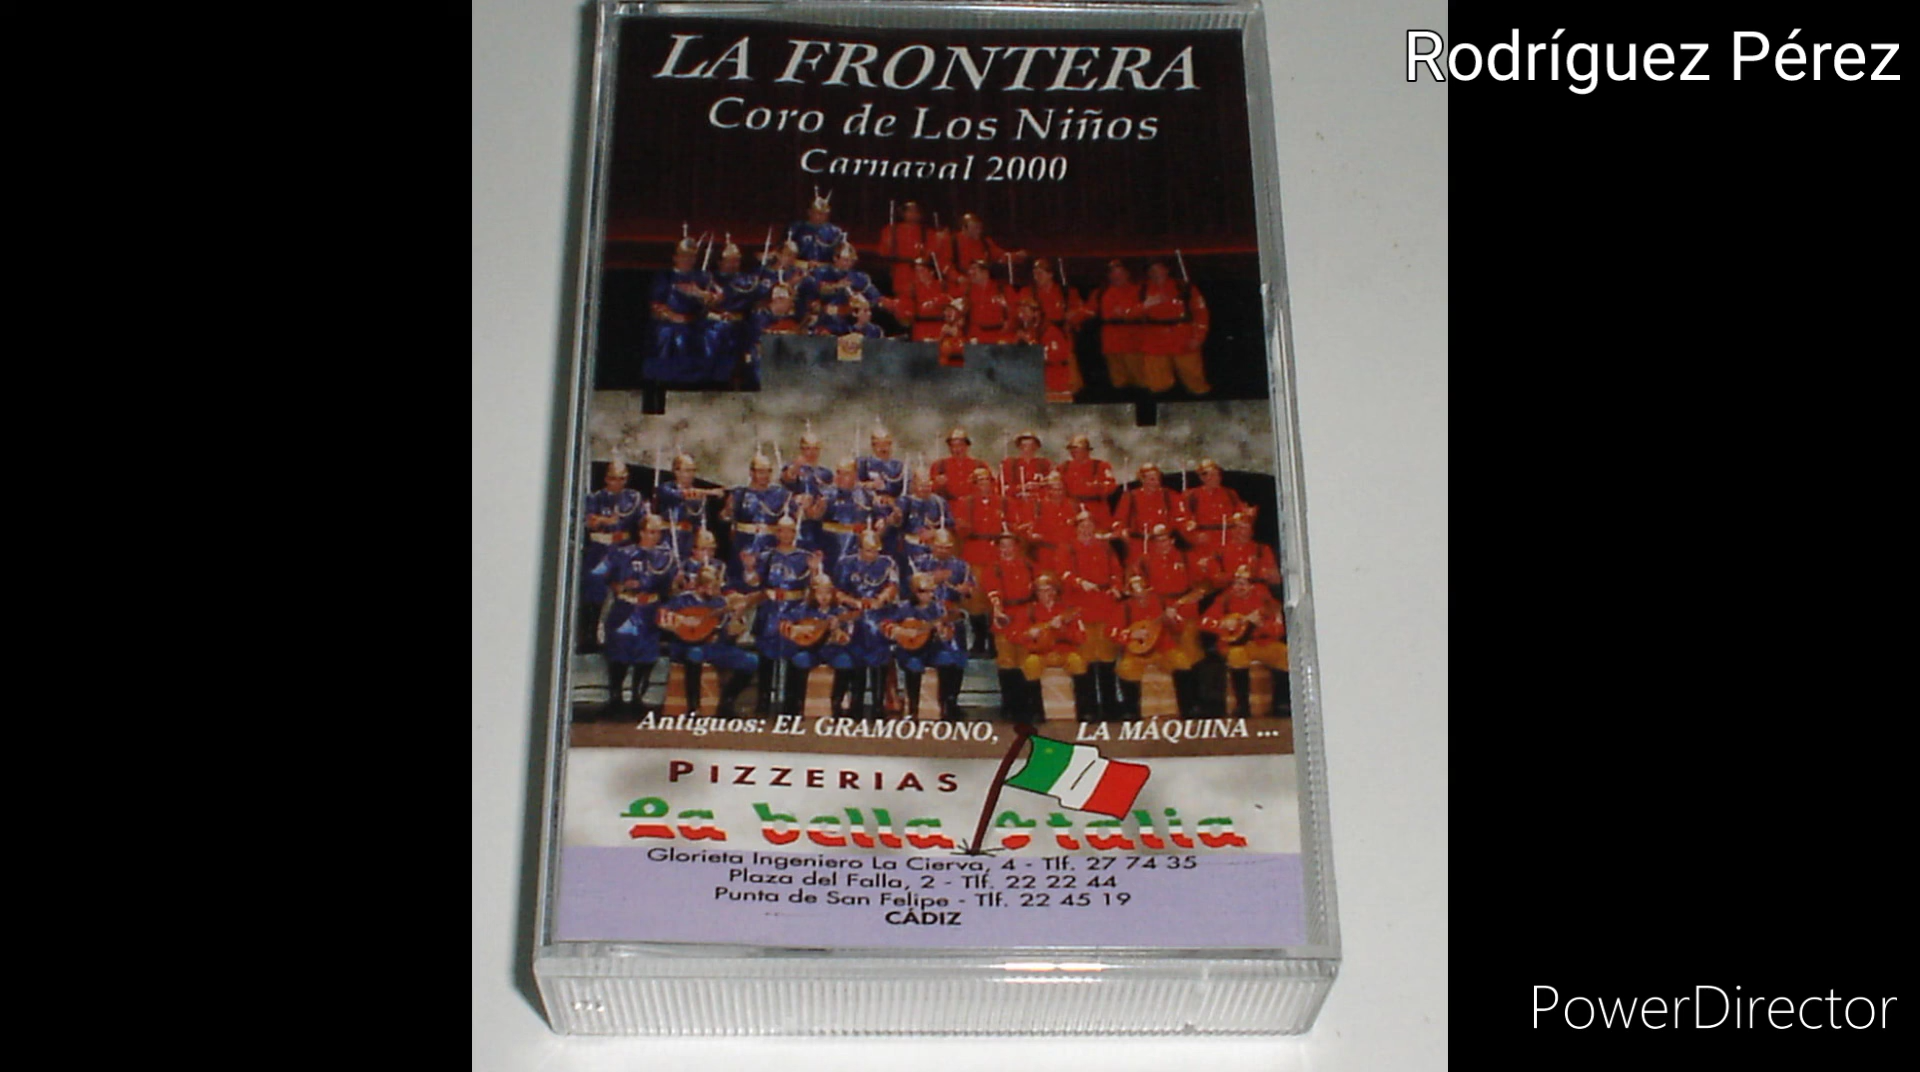 LA FRONTERA
Coro de Los Niños
Carnaval 2000
Rodríguez Pérez
Antiguos: EL GRAMÓFONO, LA MÁQUINA ...
PIZZERIAS
La bella Italia
Glorieta Ingeniero La Cierva, 4 - Tlf. 27 74 35
Plaza del Falla, 2 - Tlf. 22 22 44
Punta de San Felipe - Tlf. 22 45 19
CÁDIZ
PowerDirector